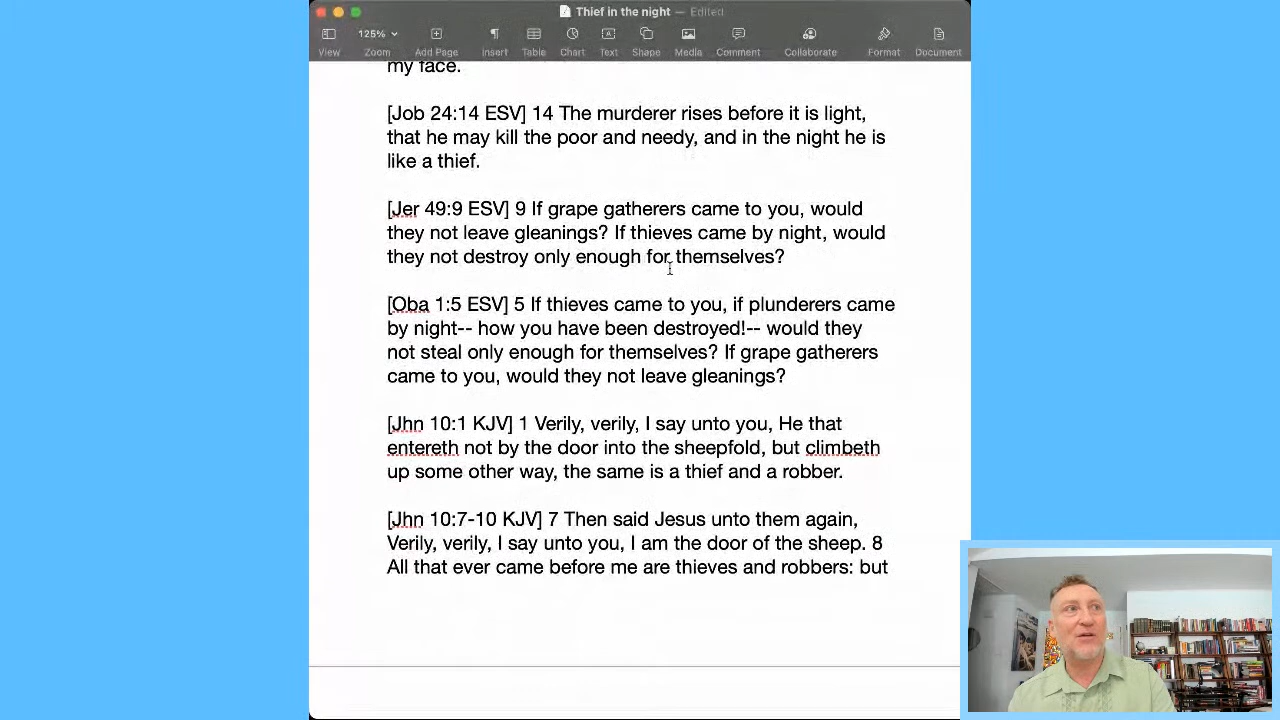 Thief in the night — Edited
125%
View Zoom Add Page Insert Table Chart Text Shape Media Comment Collaborate Format Document
my face.
[Job 24:14 ESV] 14 The murderer rises before it is light,
that he may kill the poor and needy, and in the night he is
like a thief.
[Jer 49:9 ESV] 9 If grape gatherers came to you, would
they not leave gleanings? If thieves came by night, would
they not destroy only enough for themselves?
[Oba 1:5 ESV] 5 If thieves came to you, if plunderers came
by night-- how you have been destroyed!-- would they
not steal only enough for themselves? If grape gatherers
came to you, would they not leave gleanings?
[Jhn 10:1 KJV] 1 Verily, verily, I say unto you, He that
entereth not by the door into the sheepfold, but climbeth
up some other way, the same is a thief and a robber.
[Jhn 10:7-10 KJV] 7 Then said Jesus unto them again,
Verily, verily, I say unto you, I am the door of the sheep. 8
All that ever came before me are thieves and robbers: but